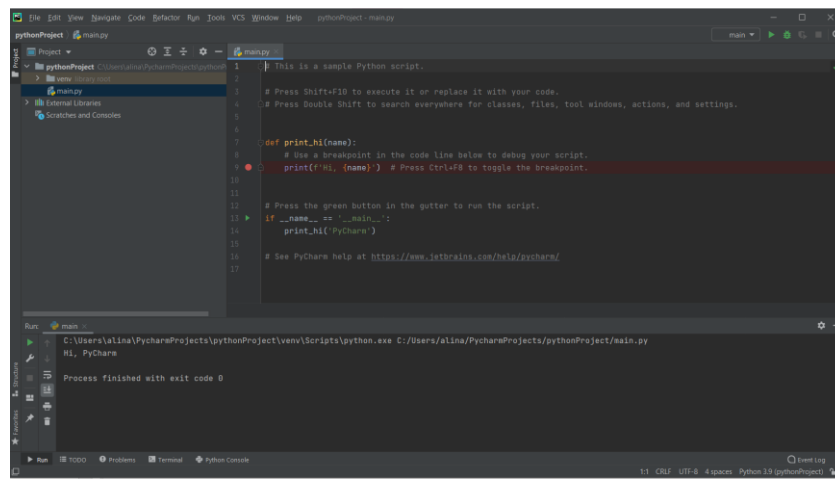 File Edit View Navigate Code Refactor Run Tools VCS Window Help pythonProject - main.py
pythonProject main.py
main
Project
main.py
pythonProject C:\Users\alina\PycharmProjects\pythonP
venv library root
main.py
External Libraries
Scratches and Consoles
1 # This is a sample Python script.
2
3 # Press Shift+F10 to execute it or replace it with your code.
4 # Press Double Shift to search everywhere for classes, files, tool windows, actions, and settings.
5
6
7 def print_hi(name):
8 # Use a breakpoint in the code line below to debug your script.
9 print(f'Hi, {name}') # Press Ctrl+F8 to toggle the breakpoint.
10
11
12 # Press the green button in the gutter to run the script.
13 if __name__ == '__main__':
14 print_hi('PyCharm')
15
16 # See PyCharm help at https://www.jetbrains.com/help/pycharm/
17
Run: main
C:\Users\alina\PycharmProjects\pythonProject\venv\Scripts\python.exe C:/Users/alina/PycharmProjects/pythonProject/main.py
Hi, PyCharm
Process finished with exit code 0
Project
Structure
Favorites
Run TODO Problems Terminal Python Console Event Log
1:1 CRLF UTF-8 4 spaces Python 3.9 (pythonProject)